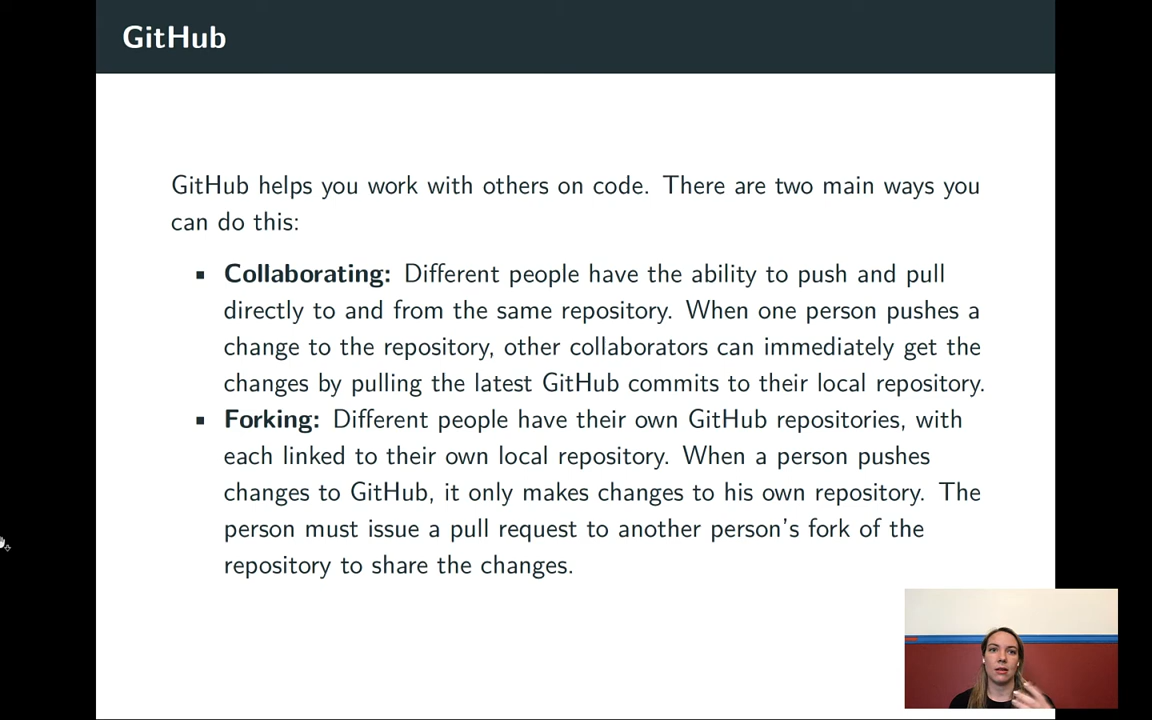 GitHub
GitHub helps you work with others on code. There are two main ways you
can do this:
▪ Collaborating: Different people have the ability to push and pull
directly to and from the same repository. When one person pushes a
change to the repository, other collaborators can immediately get the
changes by pulling the latest GitHub commits to their local repository.
▪ Forking: Different people have their own GitHub repositories, with
each linked to their own local repository. When a person pushes
changes to GitHub, it only makes changes to his own repository. The
person must issue a pull request to another person's fork of the
repository to share the changes.